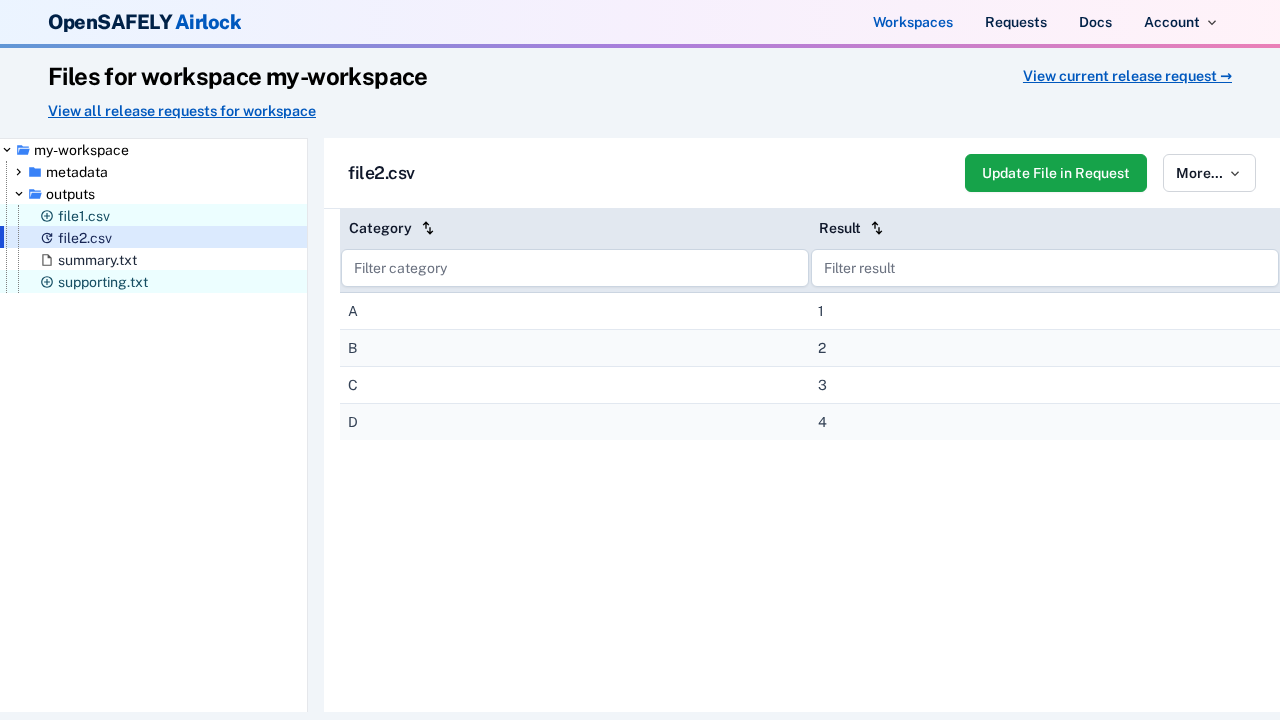 OpenSAFELY Airlock
Workspaces Requests Docs Account
Files for workspace my-workspace
View current release request →
View all release requests for workspace
my-workspace
metadata
outputs
file1.csv
file2.csv
summary.txt
supporting.txt
file2.csv
Update File in Request
More...
Category Result
Filter category Filter result
A 1
B 2
C 3
D 4